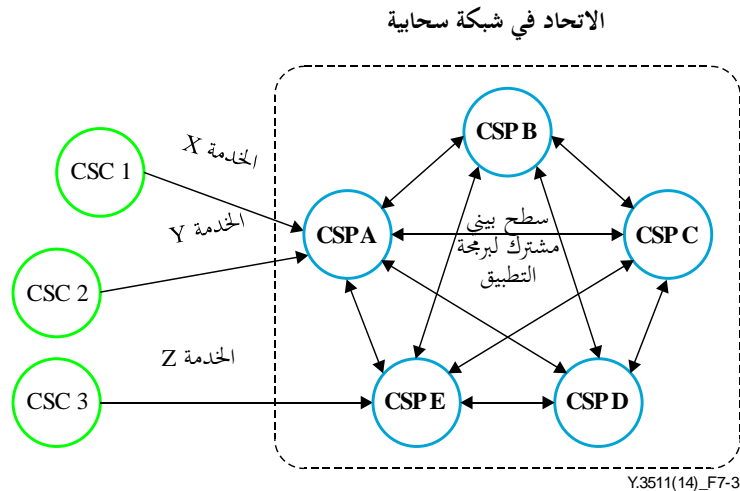 الاتحاد في شبكة سحابية
CSP B
CSC 1
الخدمة X
الخدمة Y
CSP A
سطح بيني
مشترك لبرمجة
التطبيق
CSP C
CSC 2
الخدمة Z
CSC 3
CSP E
CSP D
Y.3511(14)_F7-3